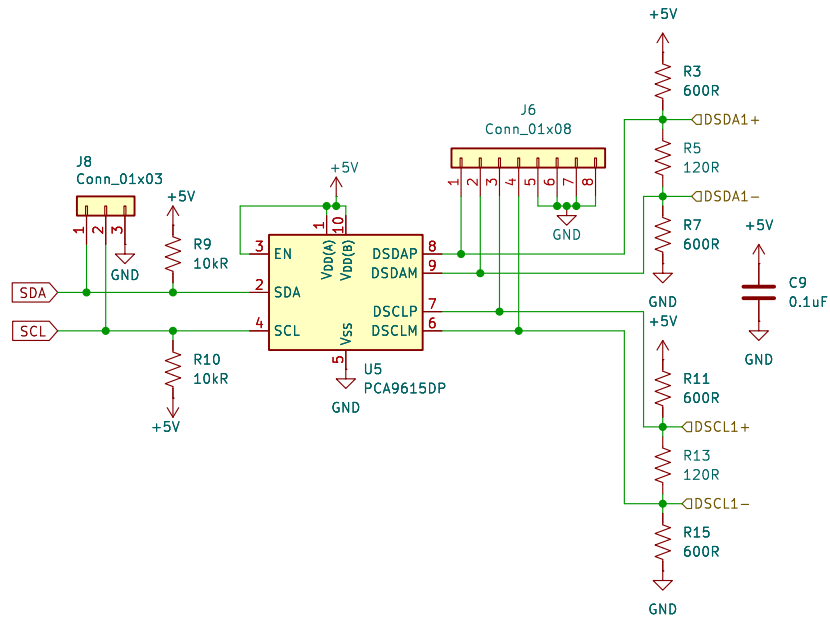 +5V
R3
600R
DSDA1+
R5
120R
DSDA1-
R7
600R
GND
J6
Conn_01x08
1 2 3 4 5 6 7 8
GND
J8
Conn_01x03
1 2 3
GND
+5V
R9
10kR
SDA
SCL
R10
10kR
+5V
+5V
1 10
VDD(A) VDD(B)
3 EN
2 SDA
4 SCL
DSDAP 8
DSDAM 9
DSCLP 7
DSCLM 6
Vss
5
U5
PCA9615DP
GND
+5V
C9
0.1uF
GND
+5V
R11
600R
DSCL1+
R13
120R
DSCL1-
R15
600R
GND